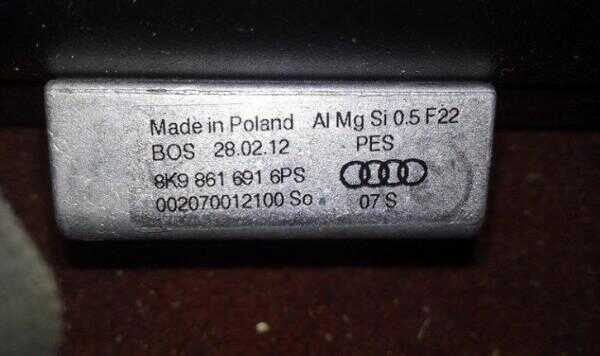 Made in Poland Al Mg Si 0.5 F22
BOS 28.02.12 PES
8K9 861 691 6PS
002070012100 So 07 S